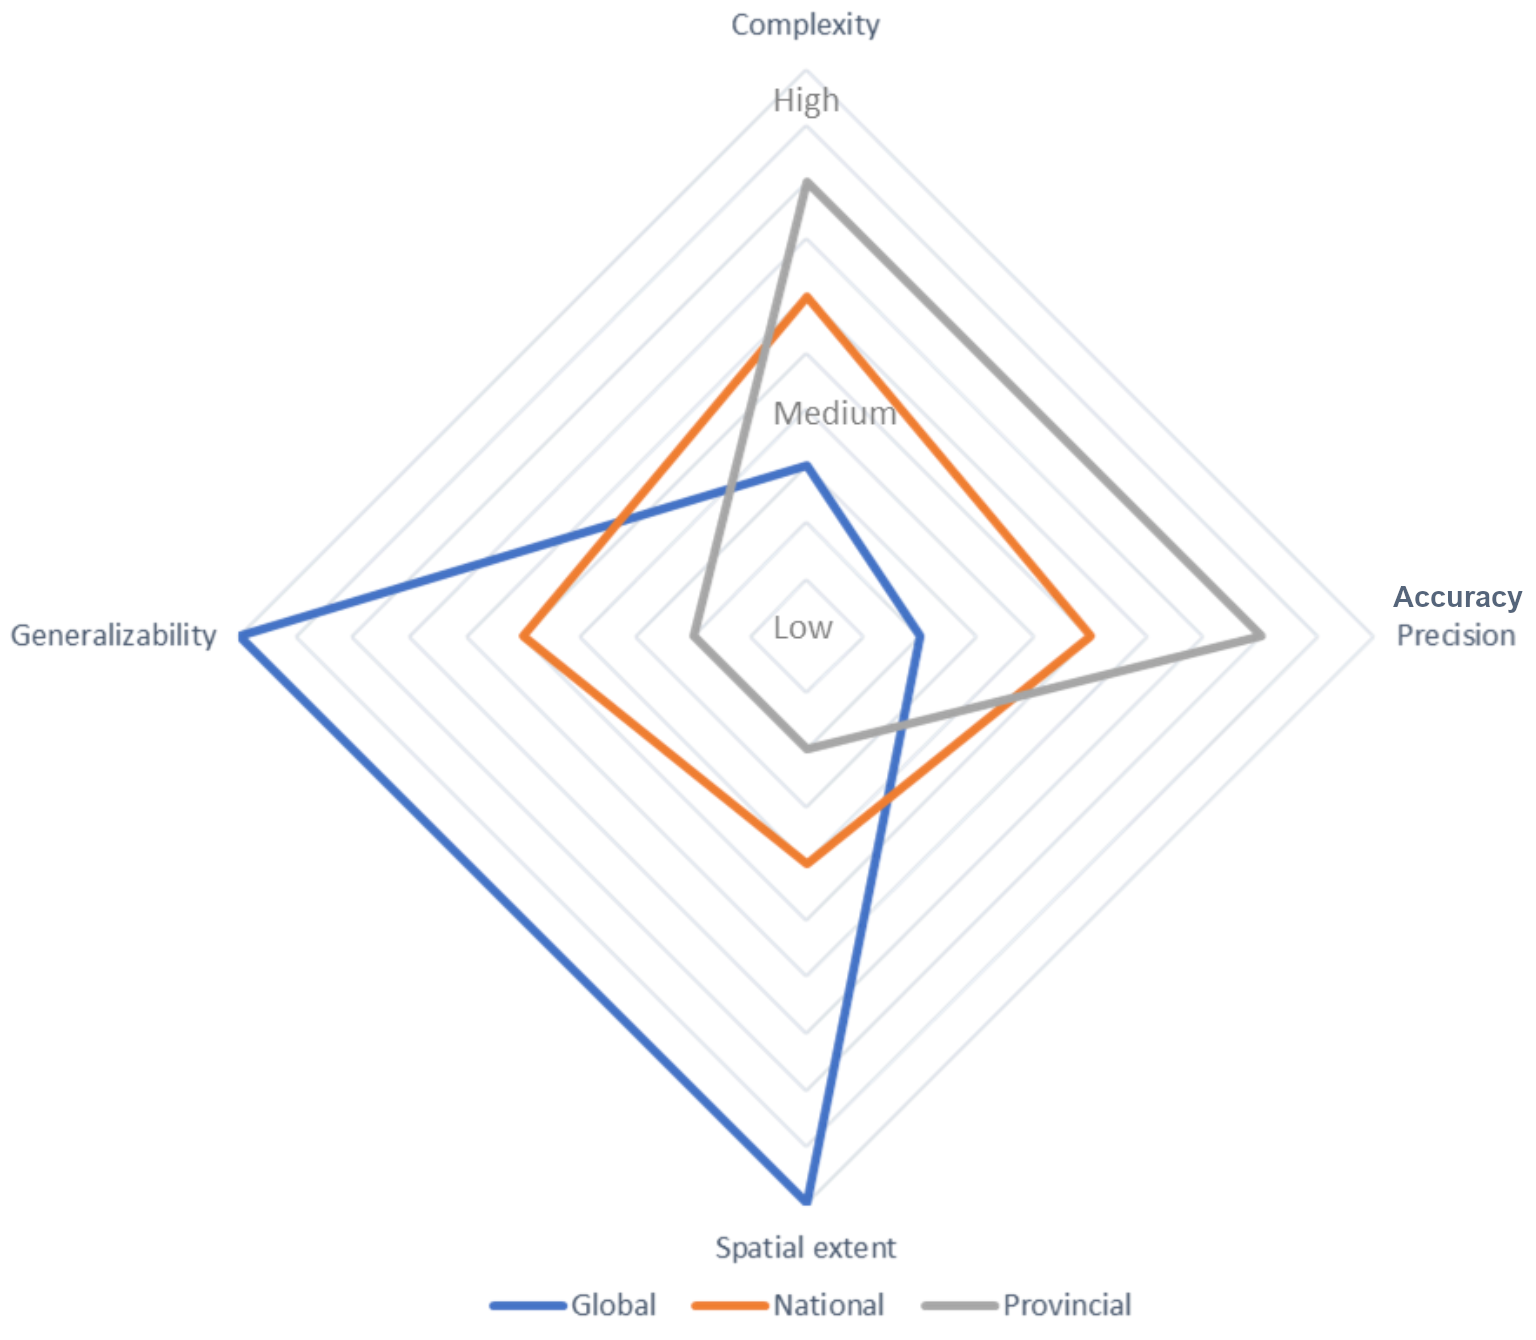 Complexity
High
Medium
Low
Generalizability
Accuracy
Precision
Spatial extent
Global
National
Provincial